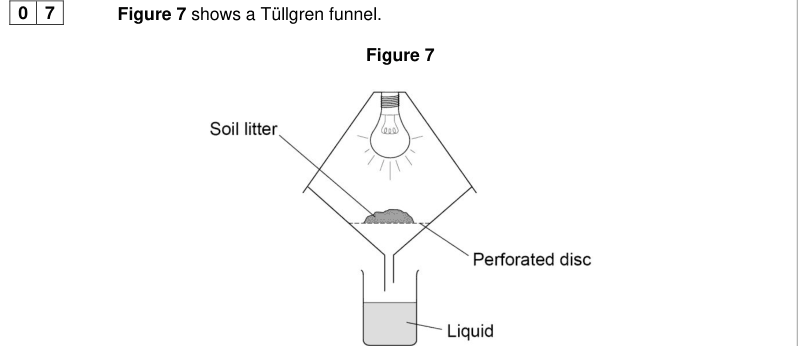 0 7 Figure 7 shows a Tüllgren funnel.
Figure 7
Soil litter
Perforated disc
Liquid